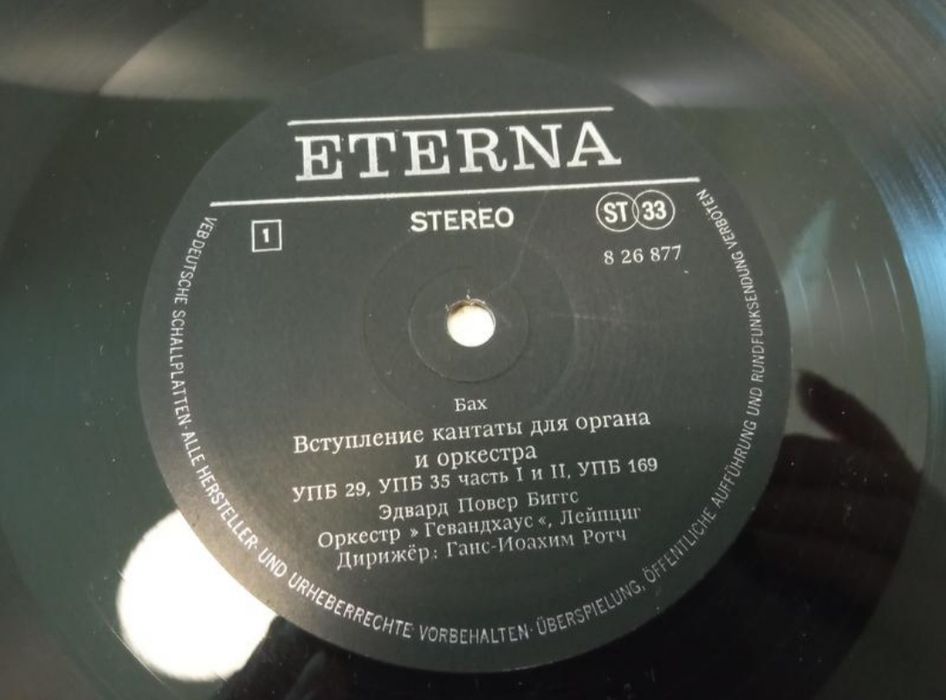 ETERNA
1
STEREO
ST 33
8 26 877
Бах
Вступление кантаты для органа
и оркестра
УПБ 29, УПБ 35 часть I и II, УПБ 169
Эдвард Повер Биггс
Оркестр »Гевандхаус«, Лейпциг
Дирижёр: Ганс-Иоахим Ротч
VEB DEUTSCHE SCHALLPLATTEN · ALLE HERSTELLER- UND URHEBERRECHTE VORBEHALTEN · ÜBERSPIELUNG, ÖFFENTLICHE AUFFÜHRUNG UND RUNDFUNKSENDUNG VERBOTEN